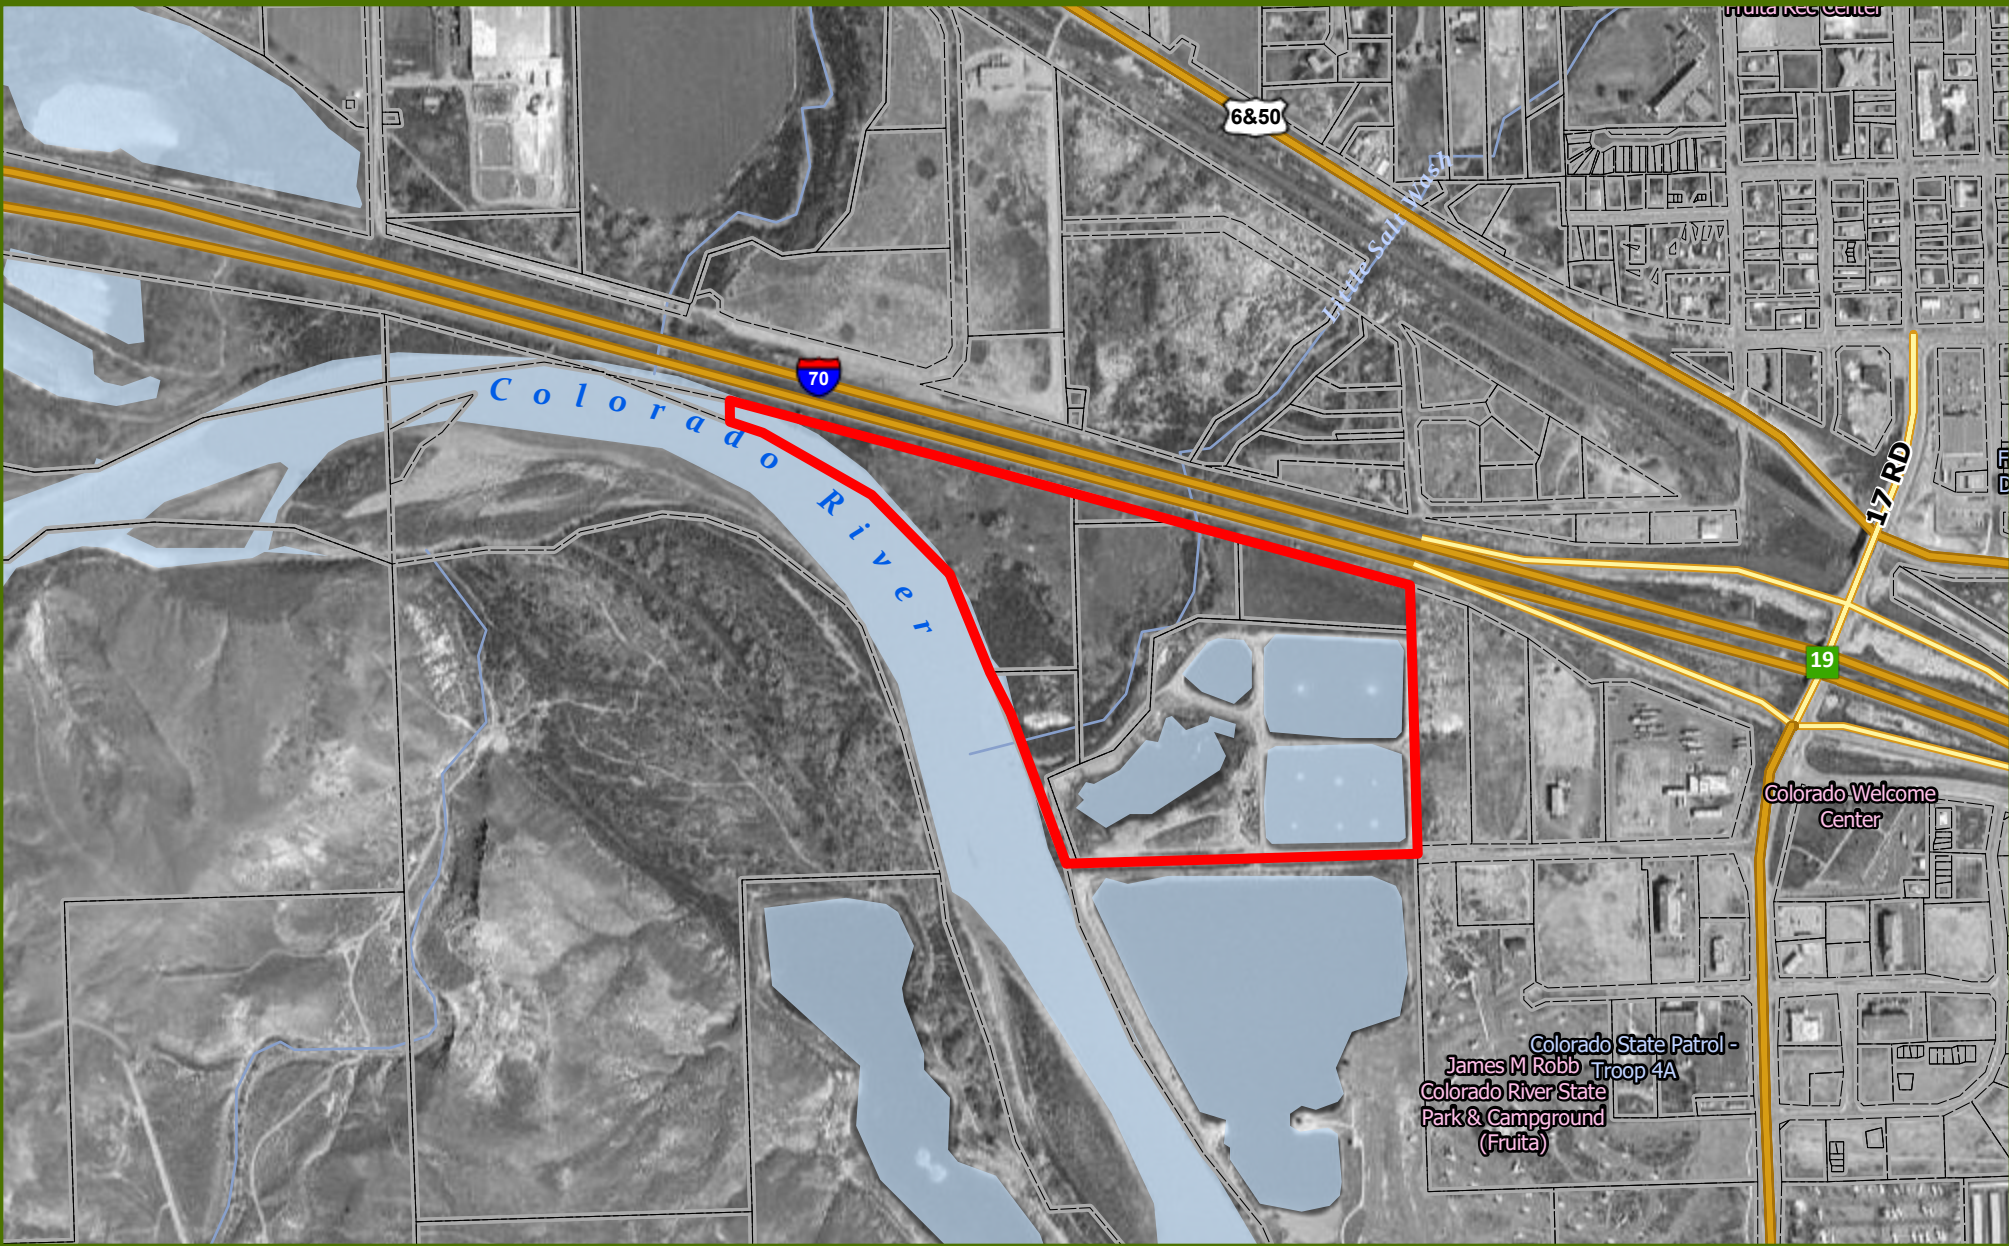 Fruita Rec Center
6&50
Little Salt Wash
70
Colorado
River
17 RD
19
Colorado Welcome
Center
Colorado State Patrol -
Troop 4A
James M Robb
Colorado River State
Park & Campground
(Fruita)
F
D